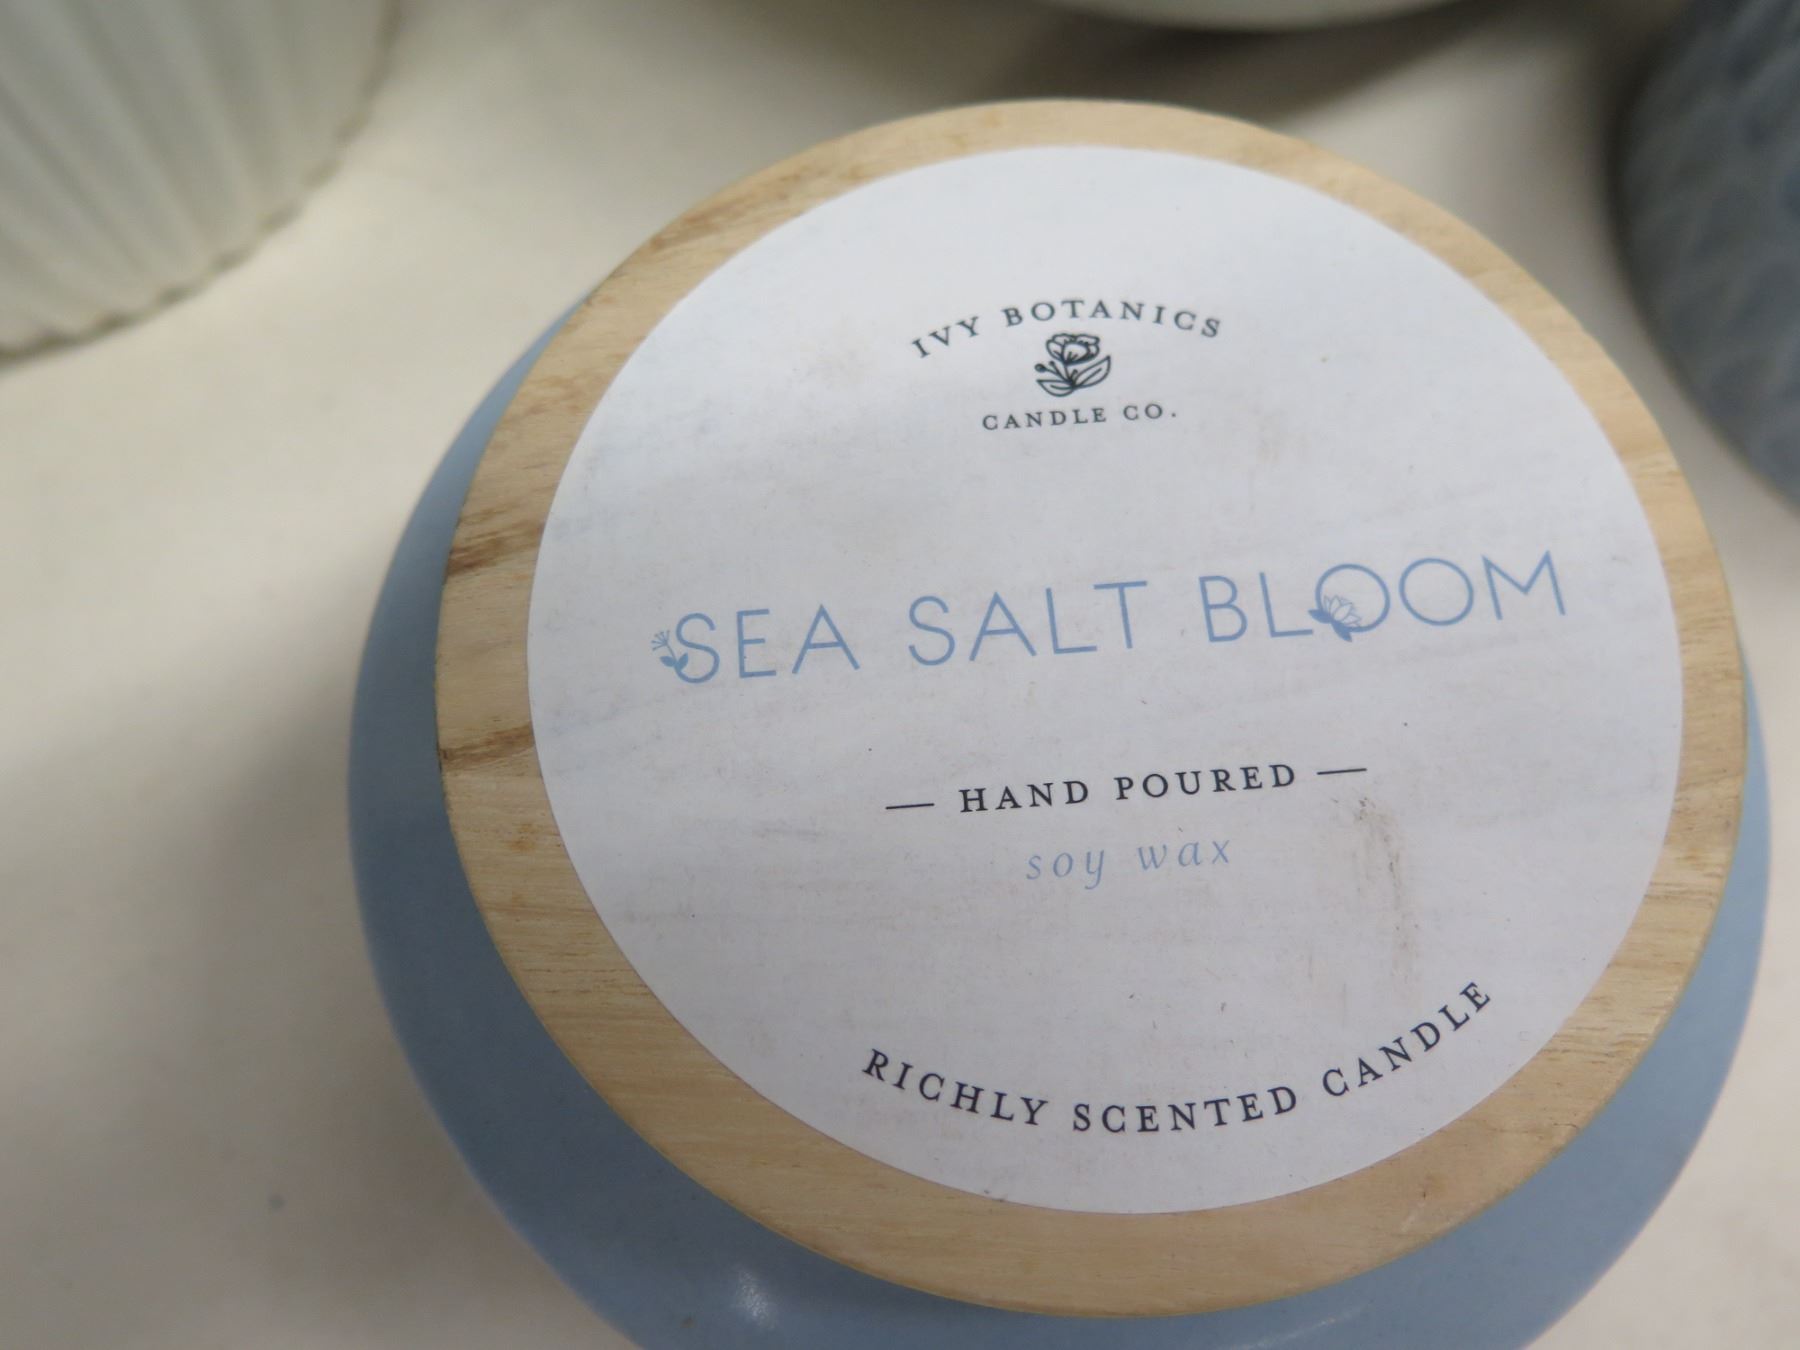 IVY BOTANICS
CANDLE CO.
SEA SALT BLOOM
— HAND POURED —
soy wax
RICHLY SCENTED CANDLE